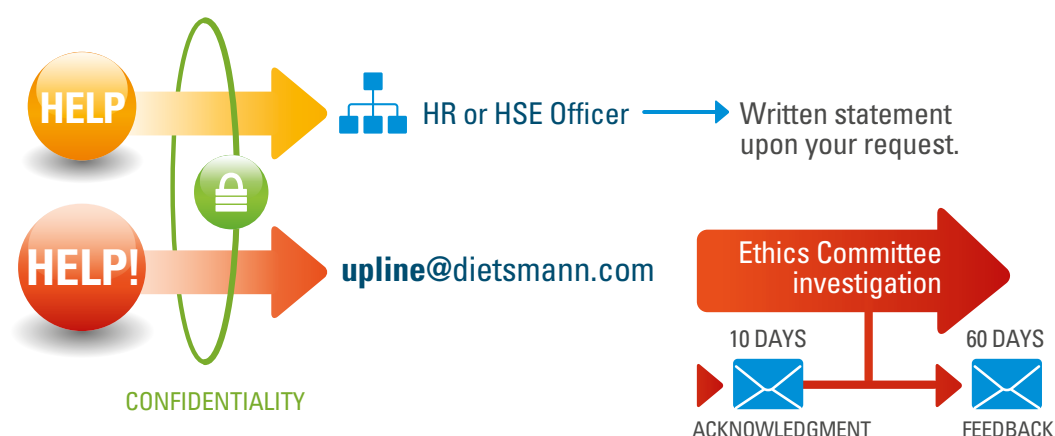 HELP
HR or HSE Officer
Written statement
upon your request.
HELP!
upline@dietsmann.com
Ethics Committee
investigation
10 DAYS
60 DAYS
CONFIDENTIALITY
ACKNOWLEDGMENT
FEEDBACK